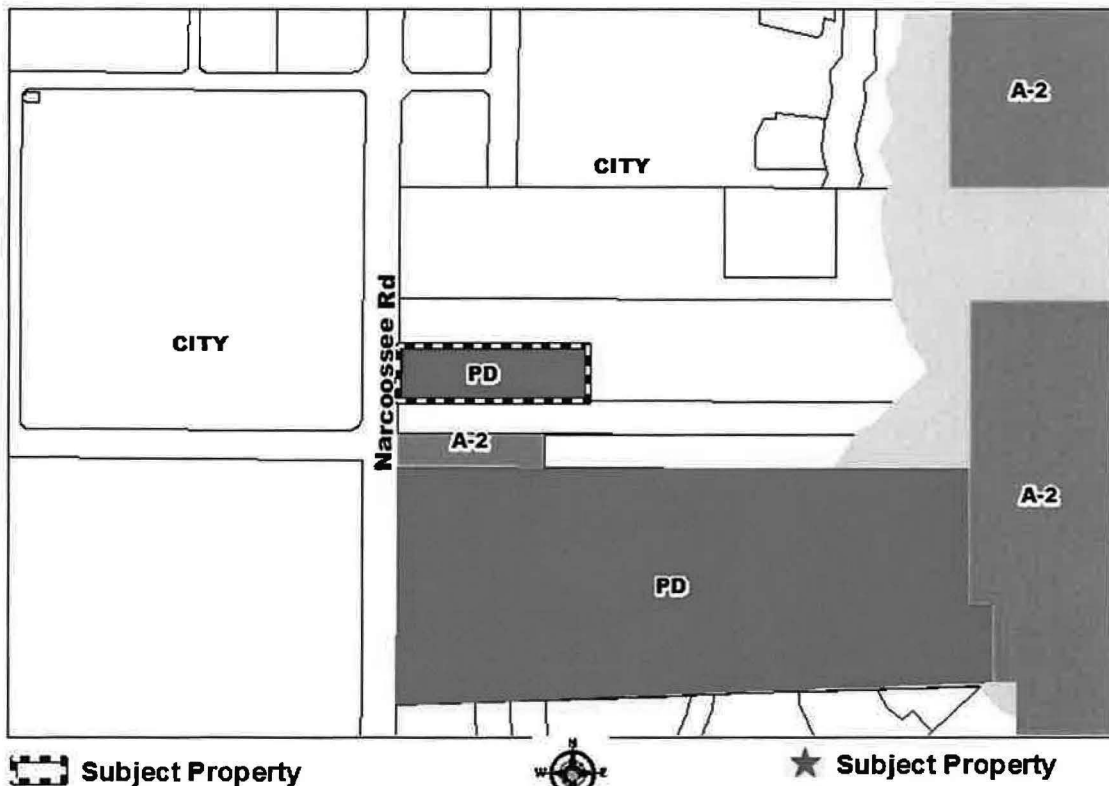 A-2
CITY
Narcoossee Rd
CITY
PD
A-2
A-2
PD
Subject Property
N
W E
Subject Property